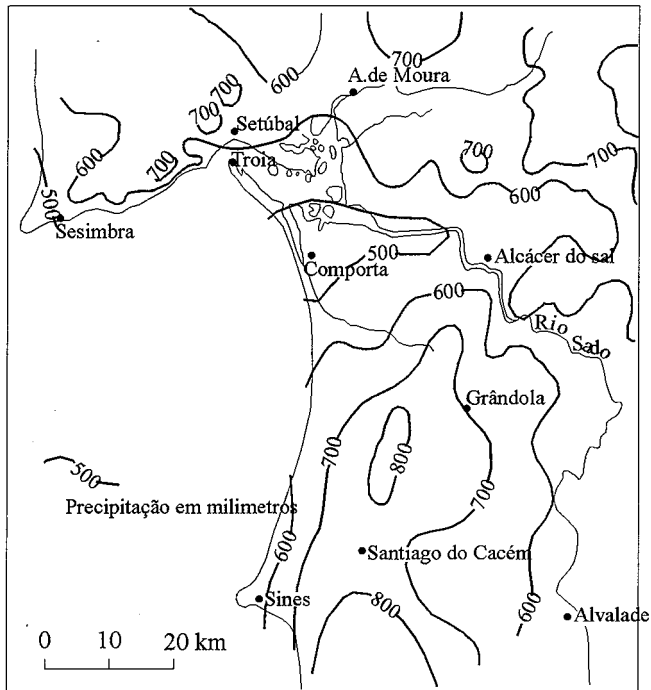 700
600
A.de Moura
700
700
Setúbal
600
700
Troia
700
700
600
500
Sesimbra
500
Comporta
Alcácer do sal
600
Rio Sado
Grândola
700
800
500
700
Precipitação em milimetros
600
Santiago do Cacém
Sines
800
600
Alvalade
0 10 20 km